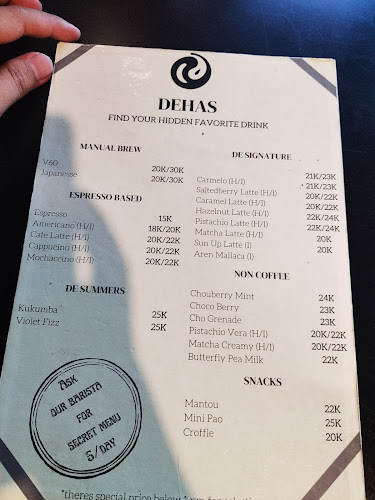 DEHAS
FIND YOUR HIDDEN FAVORITE DRINK
MANUAL BREW
V60 20K/30K
Japanesse 20K/30K
ESPRESSO BASED
Espresso 15K
Americano (H/I) 18K/20K
Cafe Latte (H/I) 20K/22K
Cappucino (H/I) 20K/22K
Mochaccino (H/I) 20K/22K
DE SUMMERS
Kukumba 25K
Violet Fizz 25K
ASK
OUR BARISTA
FOR
SECRET MENU
5/DAY
DE SIGNATURE
Carmelo (H/I) 21K/23K
Saltedberry Latte (H/I) 21K/23K
Caramel Latte (H/I) 20K/22K
Hazelnut Latte (H/I) 20K/22K
Pistachio Latte (H/I) 22K/24K
Matcha Latte (H/I) 22K/24K
Sun Up Latte (I) 20K
Aren Mallaca (I) 20K
NON COFFEE
Chouberry Mint 24K
Choco Berry 23K
Cho Grenade 23K
Pistachio Vera (H/I) 20K/22K
Matcha Creamy (H/I) 20K/22K
Butterfly Pea Milk 22K
SNACKS
Mantou 22K
Mini Pao 25K
Croffle 20K
*theres special price below